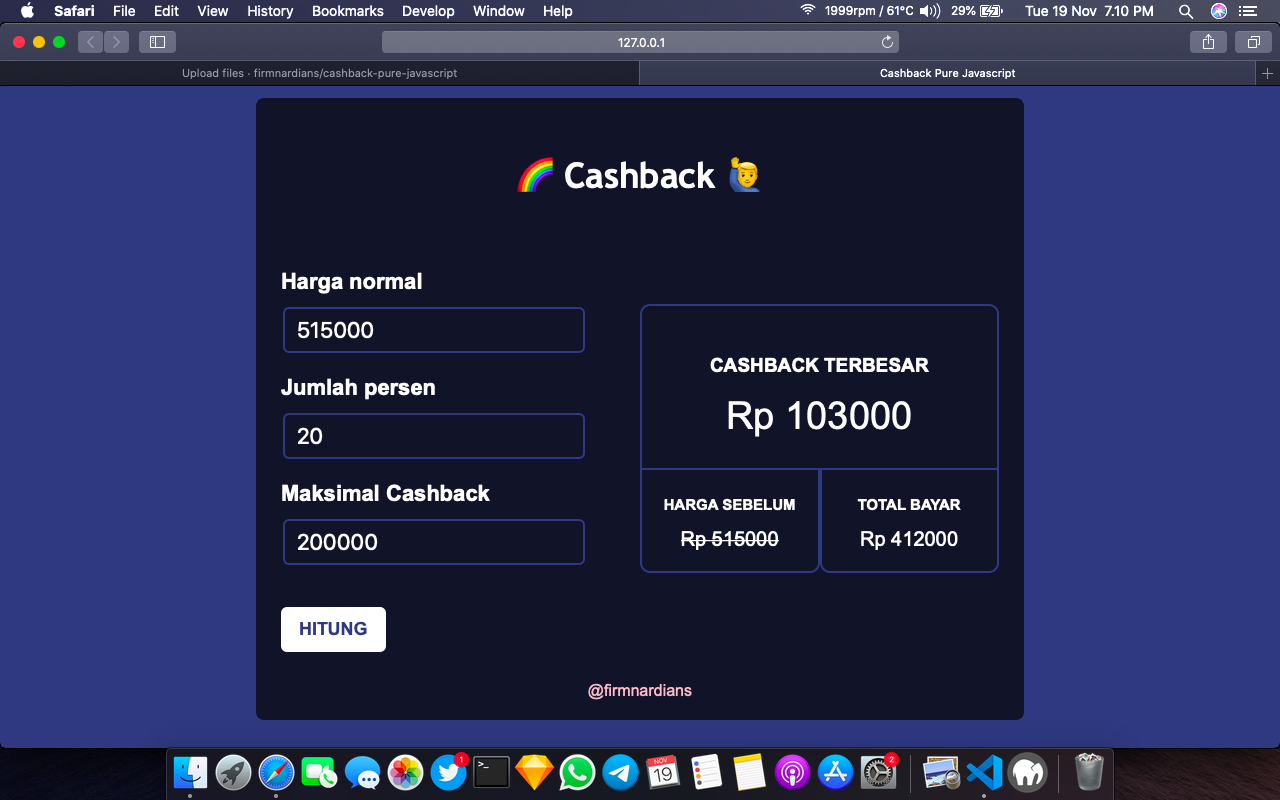 Safari File Edit View History Bookmarks Develop Window Help 1999rpm / 61°C 29% Tue 19 Nov 7.10 PM
127.0.0.1
Upload files · firmnardians/cashback-pure-javascript Cashback Pure Javascript
🌈 Cashback 🙋‍♂️
Harga normal
515000
Jumlah persen
20
Maksimal Cashback
200000
HITUNG
CASHBACK TERBESAR
Rp 103000
HARGA SEBELUM
Rp 515000
TOTAL BAYAR
Rp 412000
@firmnardians
1
>_
NOV
19
2